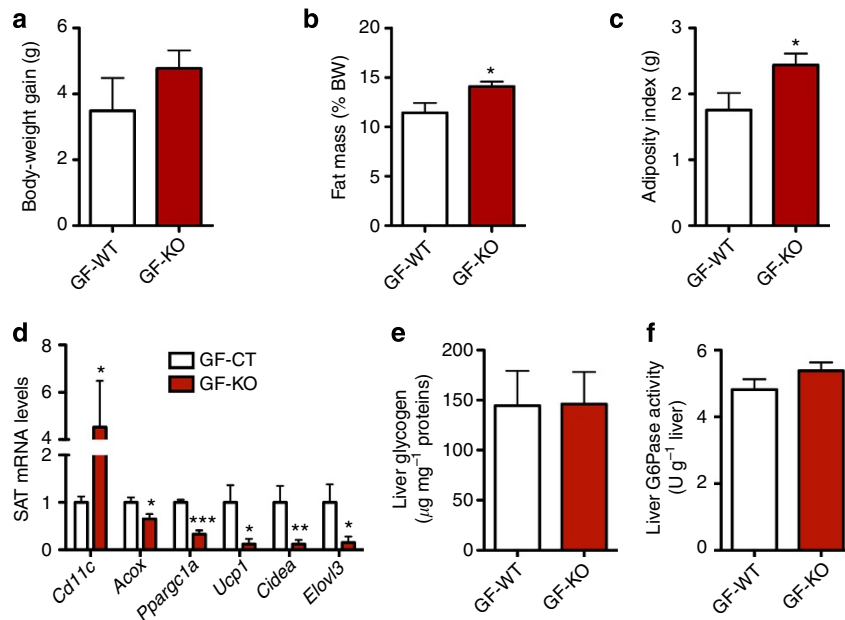 a
Body-weight gain (g)
6
4
2
0
GF-WT
GF-KO
b
Fat mass (% BW)
20
15
10
5
0
*
GF-WT
GF-KO
c
Adiposity index (g)
3
2
1
0
*
GF-WT
GF-KO
d
SAT mRNA levels
8
6
4
2
1
0
GF-CT
GF-KO
*
*
***
*
**
*
Cd11c
Acox
Ppargc1a
Ucp1
Cidea
Elovl3
e
Liver glycogen
(μg mg⁻¹ proteins)
200
150
100
50
0
GF-WT
GF-KO
f
Liver G6Pase activity
(U g⁻¹ liver)
6
4
2
0
GF-WT
GF-KO